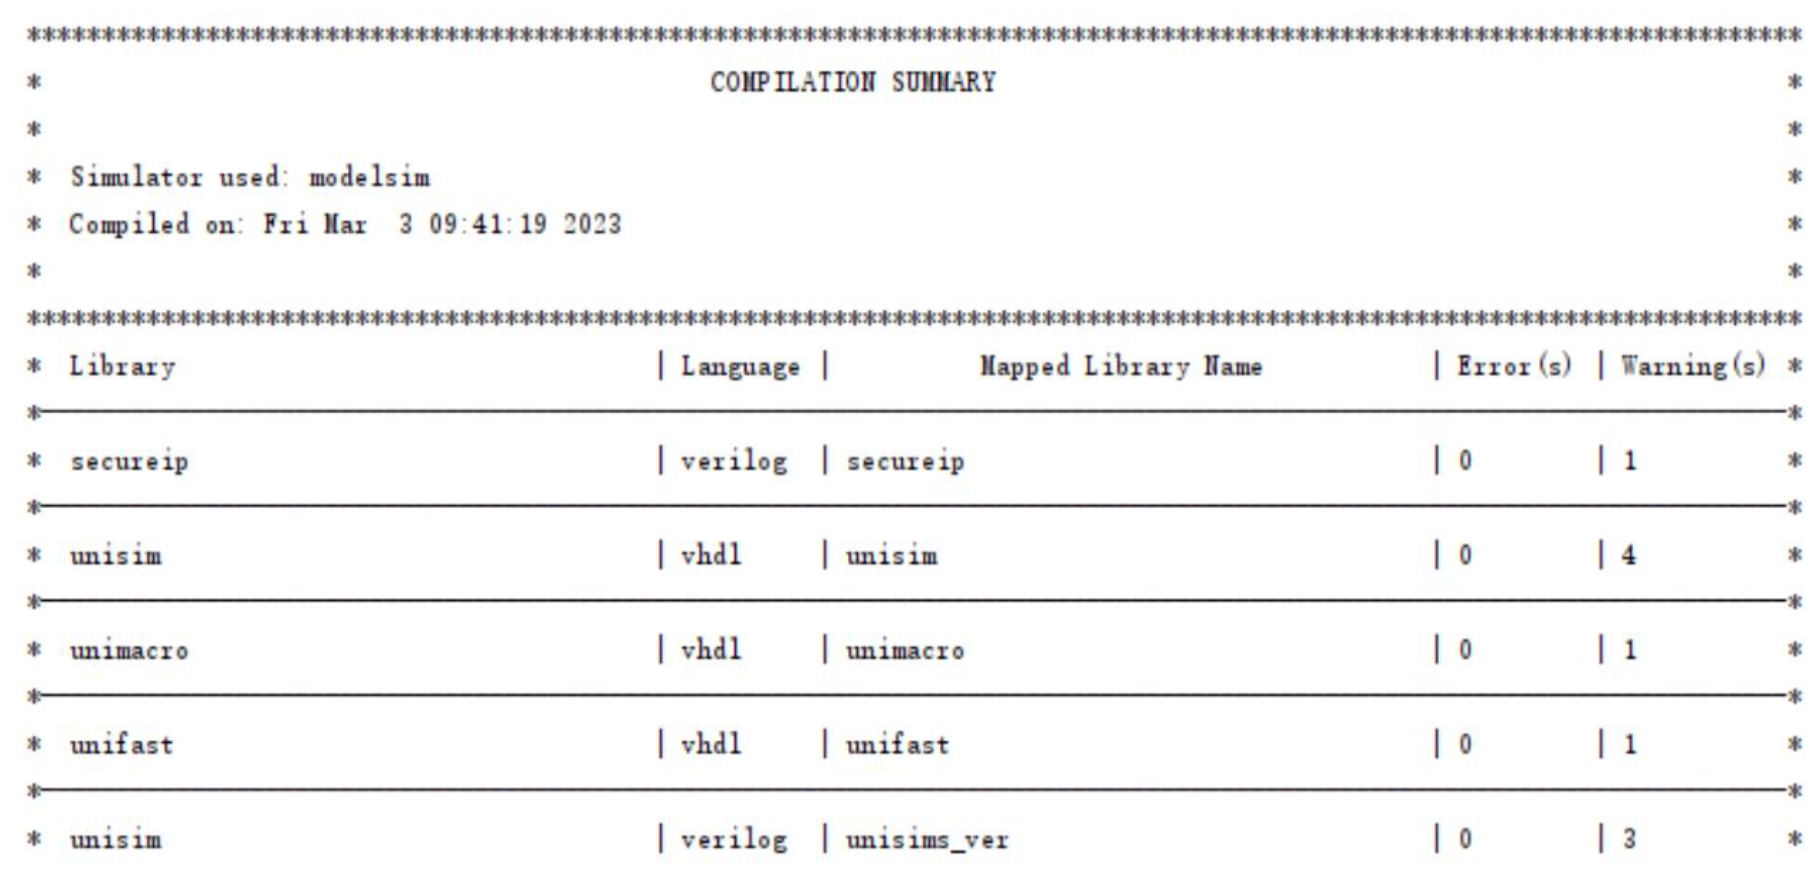 ************************************************************************************************************************
* COMPILATION SUMMARY *
* *
* Simulator used: modelsim *
* Compiled on: Fri Mar  3 09:41:19 2023 *
* *
************************************************************************************************************************
* Library | Language | Mapped Library Name | Error(s) | Warning(s) *
* *
* secureip | verilog | secureip | 0 | 1 *
* *
* unisim | vhdl | unisim | 0 | 4 *
* *
* unimacro | vhdl | unimacro | 0 | 1 *
* *
* unifast | vhdl | unifast | 0 | 1 *
* *
* unisim | verilog | unisims_ver | 0 | 3 *